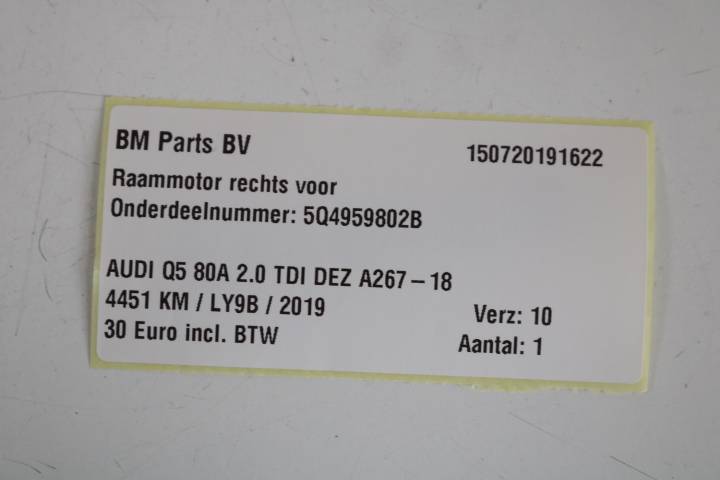 BM Parts BV 150720191622
Raammotor rechts voor
Onderdeelnummer: 5Q4959802B
AUDI Q5 80A 2.0 TDI DEZ A267-18
4451 KM / LY9B / 2019 Verz: 10
30 Euro incl. BTW Aantal: 1